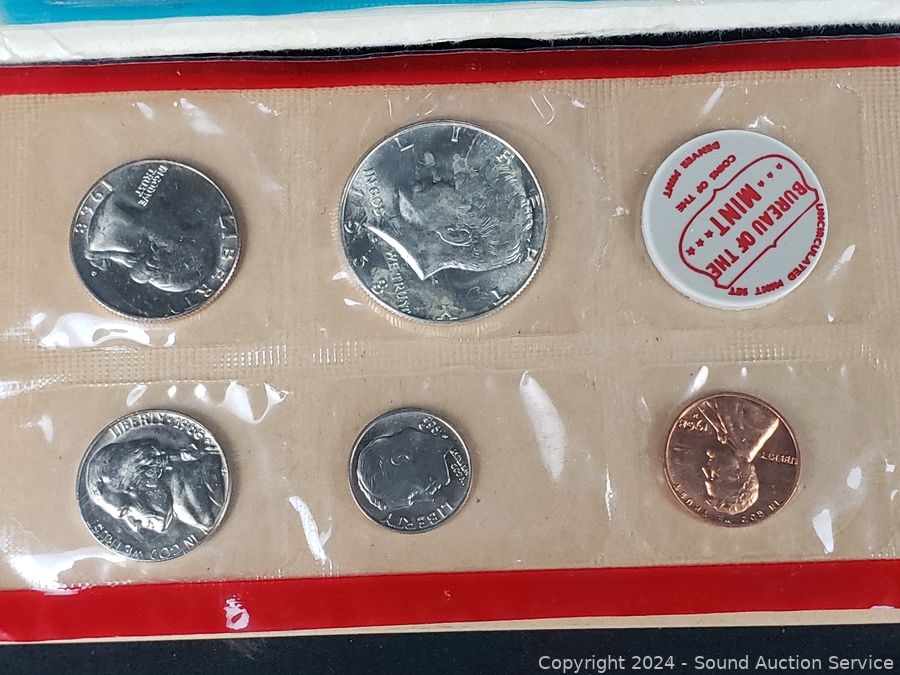 LIBERTY
IN GOD WE TRUST
1968
D
LIBERTY
IN GOD WE TRUST
UNCIRCULATED MINT SET
BUREAU OF THE
MINT
COINS OF THE
DENVER MINT
LIBERTY · 1968
IN GOD WE TRUST
LIBERTY
IN GOD WE TRUST
1968
IN GOD WE TRUST
LIBERTY
1968
D
Copyright 2024 - Sound Auction Service